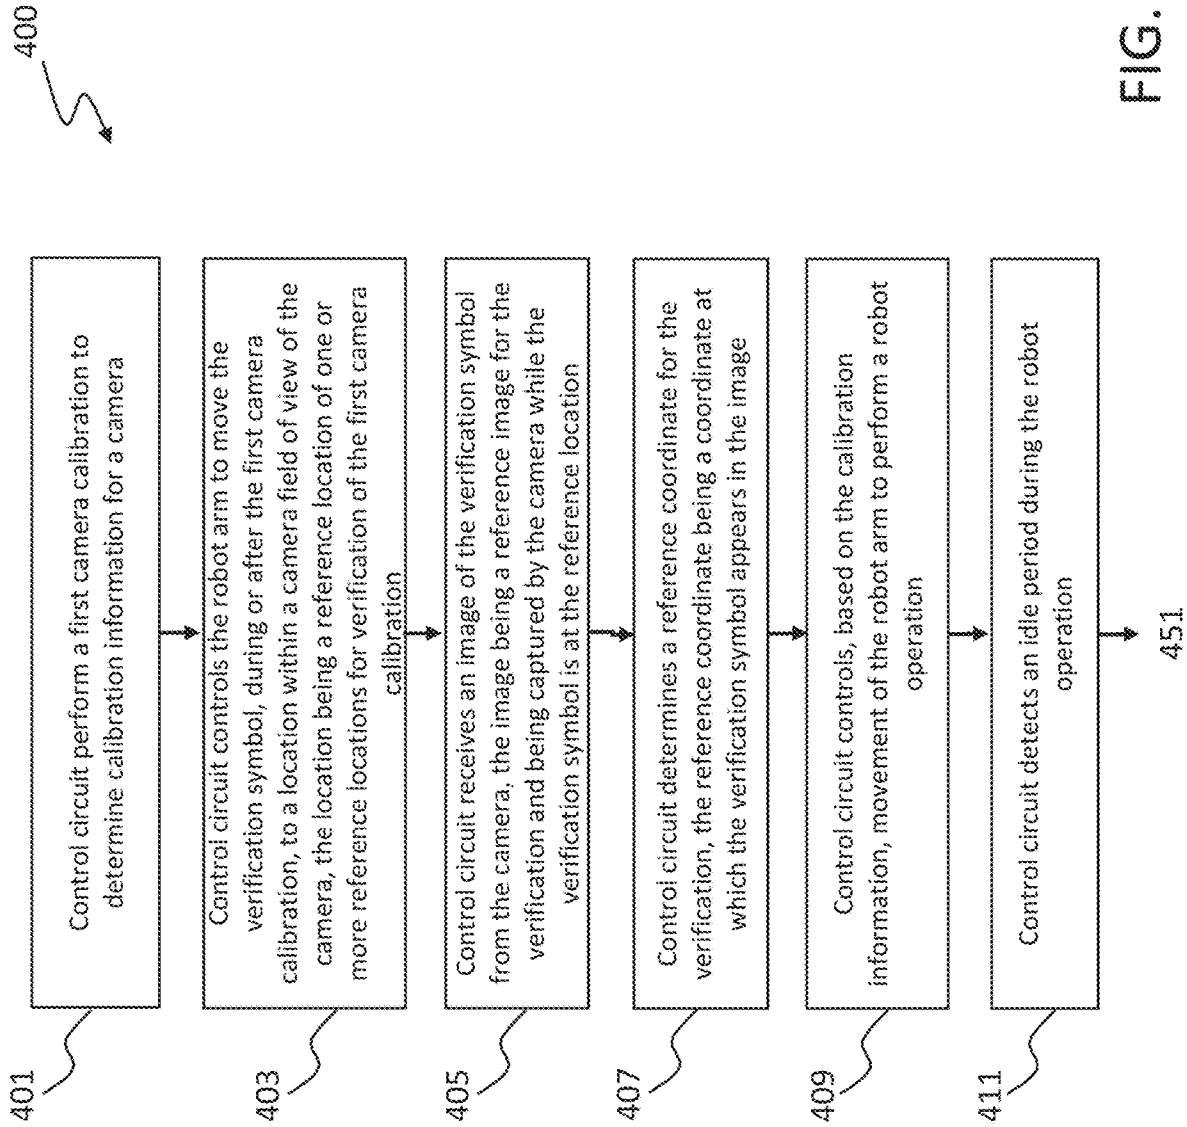 400
401
Control circuit perform a first camera calibration to
determine calibration information for a camera
403
Control circuit controls the robot arm to move the
verification symbol, during or after the first camera
calibration, to a location within a camera field of view of the
camera, the location being a reference location of one or
more reference locations for verification of the first camera
calibration
405
Control circuit receives an image of the verification symbol
from the camera, the image being a reference image for the
verification and being captured by the camera while the
verification symbol is at the reference location
407
Control circuit determines a reference coordinate for the
verification, the reference coordinate being a coordinate at
which the verification symbol appears in the image
409
Control circuit controls, based on the calibration
information, movement of the robot arm to perform a robot
operation
411
Control circuit detects an idle period during the robot
operation
451
FIG.